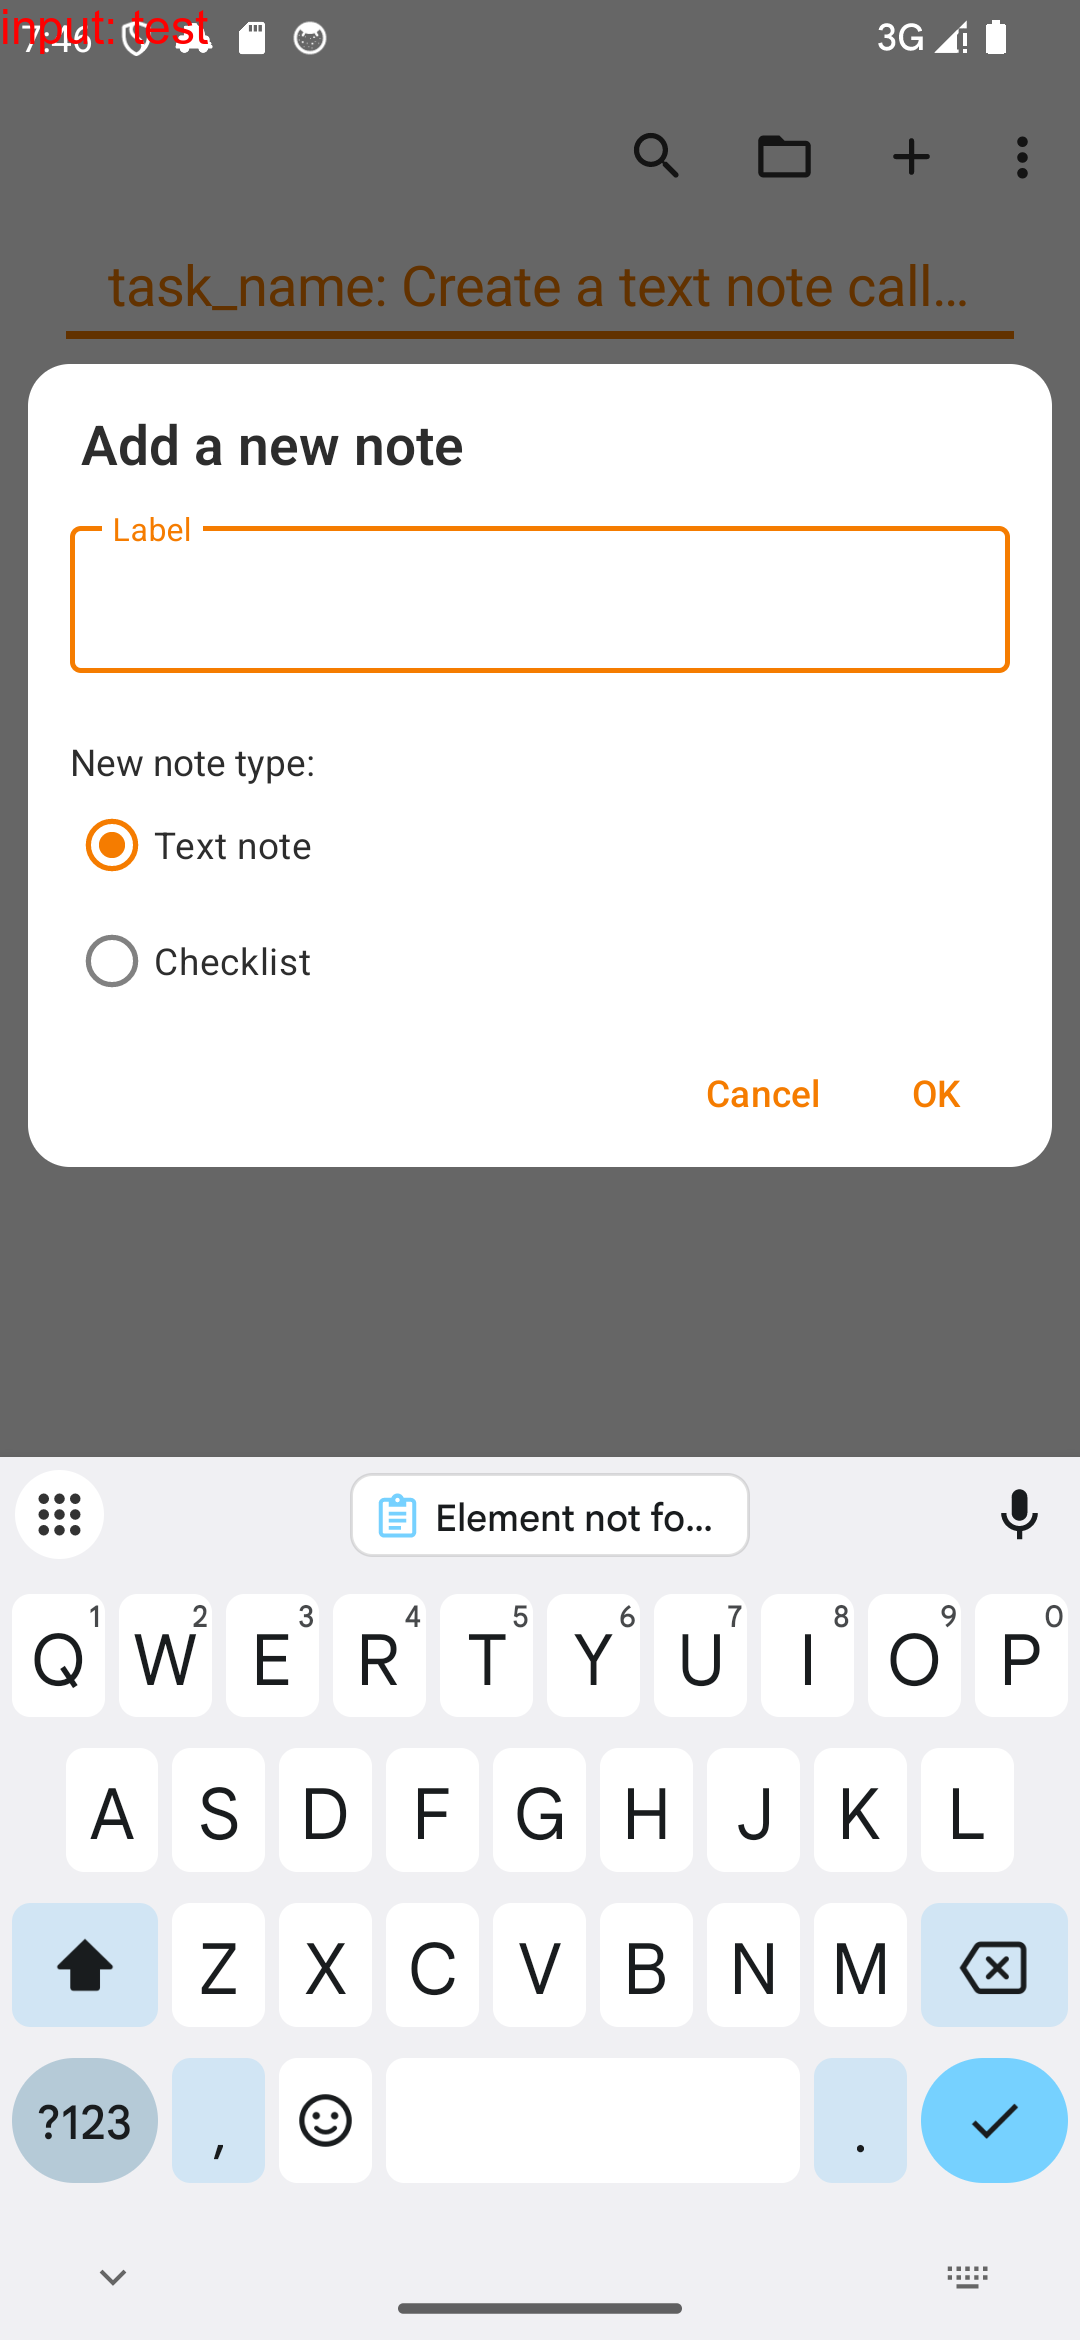 input: test
7:46
3G
task_name: Create a text note call...
Add a new note
Label
New note type:
Text note
Checklist
Cancel OK
Element not fo...
Q 1 W 2 E 3 R 4 T 5 Y 6 U 7 I 8 O 9 P 0
A S D F G H J K L
Z X C V B N M
?123 , .